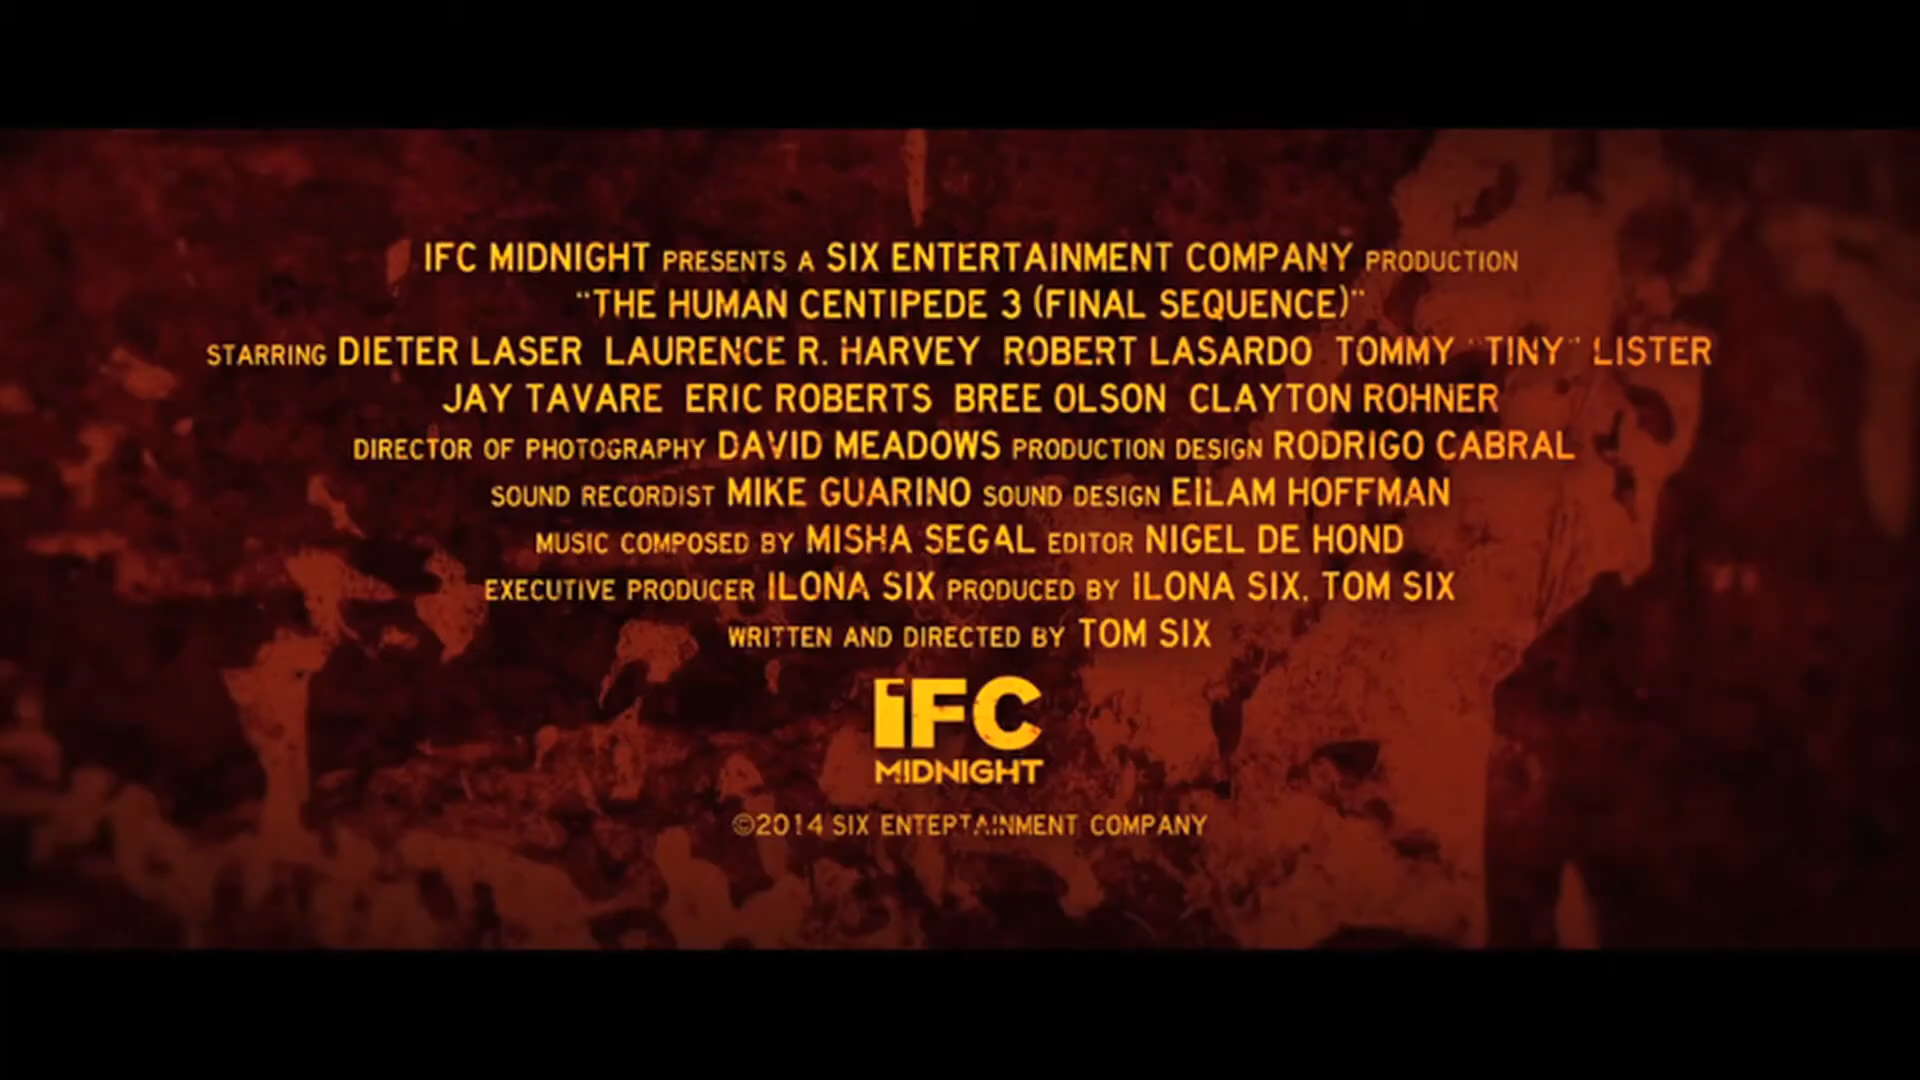 IFC MIDNIGHT PRESENTS A SIX ENTERTAINMENT COMPANY PRODUCTION
"THE HUMAN CENTIPEDE 3 (FINAL SEQUENCE)"
STARRING DIETER LASER LAURENCE R. HARVEY ROBERT LASARDO TOMMY "TINY" LISTER
JAY TAVARE ERIC ROBERTS BREE OLSON CLAYTON ROHNER
DIRECTOR OF PHOTOGRAPHY DAVID MEADOWS PRODUCTION DESIGN RODRIGO CABRAL
SOUND RECORDIST MIKE GUARINO SOUND DESIGN EILAM HOFFMAN
MUSIC COMPOSED BY MISHA SEGAL EDITOR NIGEL DE HOND
EXECUTIVE PRODUCER ILONA SIX PRODUCED BY ILONA SIX, TOM SIX
WRITTEN AND DIRECTED BY TOM SIX
iFC
MIDNIGHT
©2014 SIX ENTERTAINMENT COMPANY